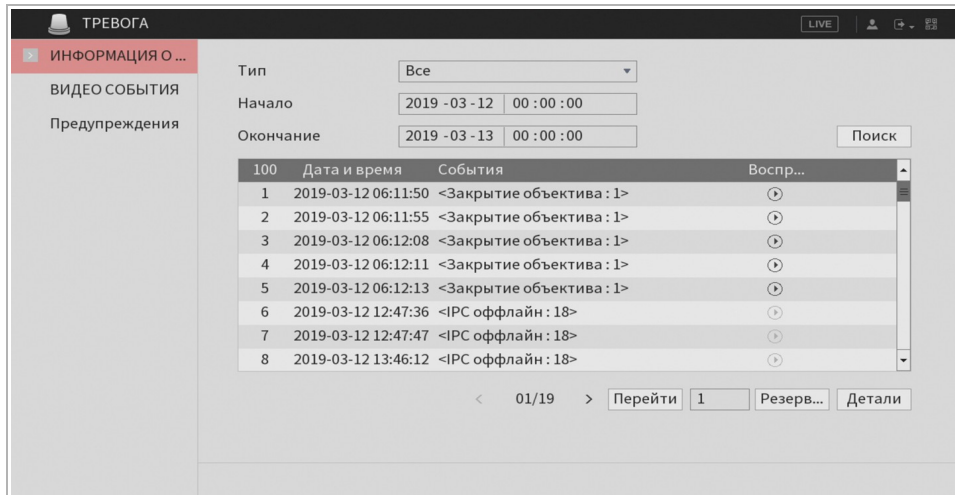 ТРЕВОГА LIVE
ИНФОРМАЦИЯ О ...
ВИДЕО СОБЫТИЯ
Предупреждения
Тип Все
Начало 2019 - 03 - 12 00 : 00 : 00
Окончание 2019 - 03 - 13 00 : 00 : 00 Поиск
100 Дата и время События Воспр...
1 2019-03-12 06:11:50 <Закрытие объектива : 1>
2 2019-03-12 06:11:55 <Закрытие объектива : 1>
3 2019-03-12 06:12:08 <Закрытие объектива : 1>
4 2019-03-12 06:12:11 <Закрытие объектива : 1>
5 2019-03-12 06:12:13 <Закрытие объектива : 1>
6 2019-03-12 12:47:36 <IPC оффлайн : 18>
7 2019-03-12 12:47:47 <IPC оффлайн : 18>
8 2019-03-12 13:46:12 <IPC оффлайн : 18>
< 01/19 > Перейти 1 Резерв... Детали